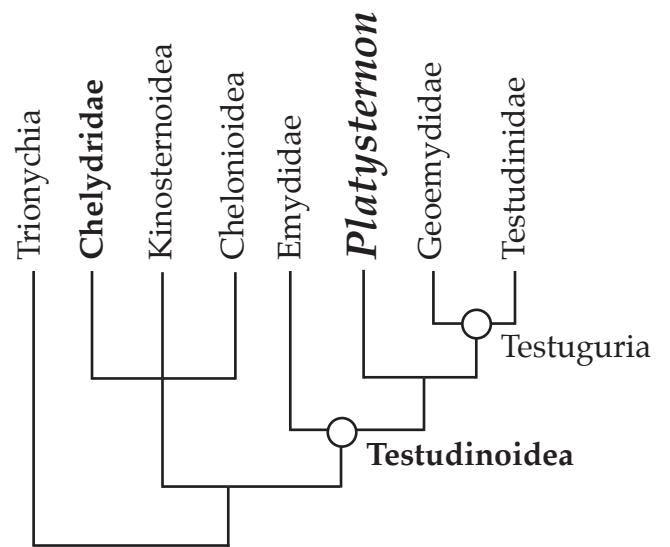 Trionychia
Chelydridae
Kinosternoidea
Chelonioidea
Emydidae
Platysternon
Geoemydidae
Testudinidae
Testuguria
Testudinoidea